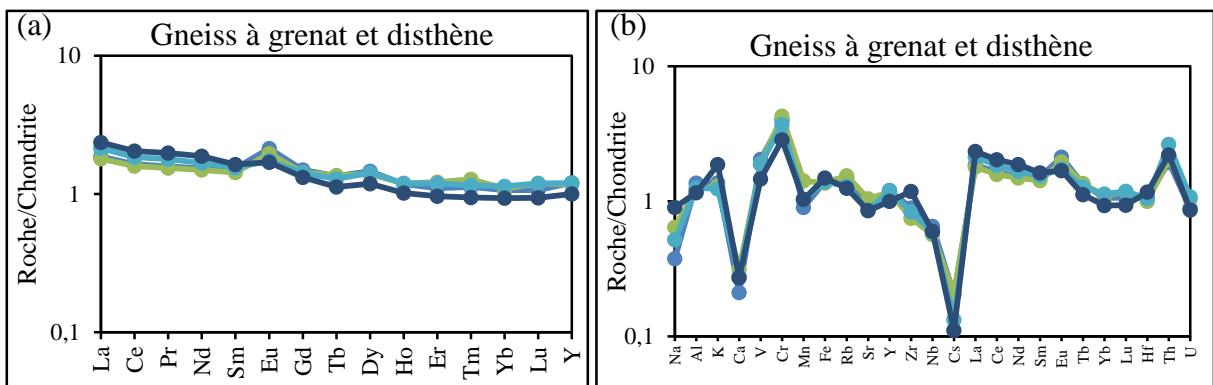 (a)
Gneiss à grenat et disthène
10
1
0,1
Roche/Chondrite
La Ce Pr Nd Sm Eu Gd Tb Dy Ho Er Tm Yb Lu Y
(b)
Gneiss à grenat et disthène
10
1
0,1
Roche/Chondrite
Na Al K Ca V Cr Mn Fe Rb Sr Y Zr Nb Cs La Ce Nd Sm Eu Tb Yb Lu Hf Th U